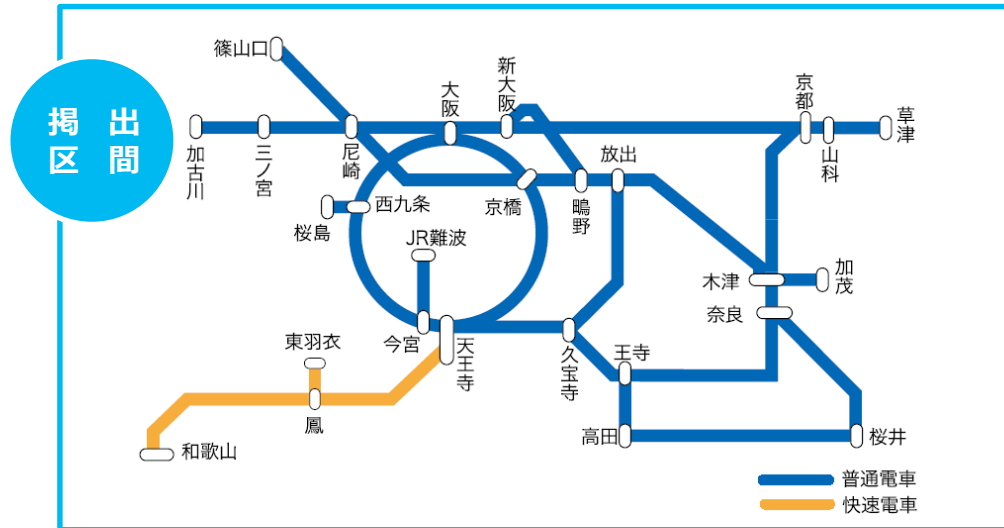 掲出
区間
篠山口
大阪
新大阪
京都
草津
加古川
三ノ宮
尼崎
山科
放出
西九条
京橋
鴫野
桜島
JR難波
木津
加茂
奈良
今宮
天王寺
久宝寺
王寺
東羽衣
鳳
高田
桜井
和歌山
普通電車
快速電車